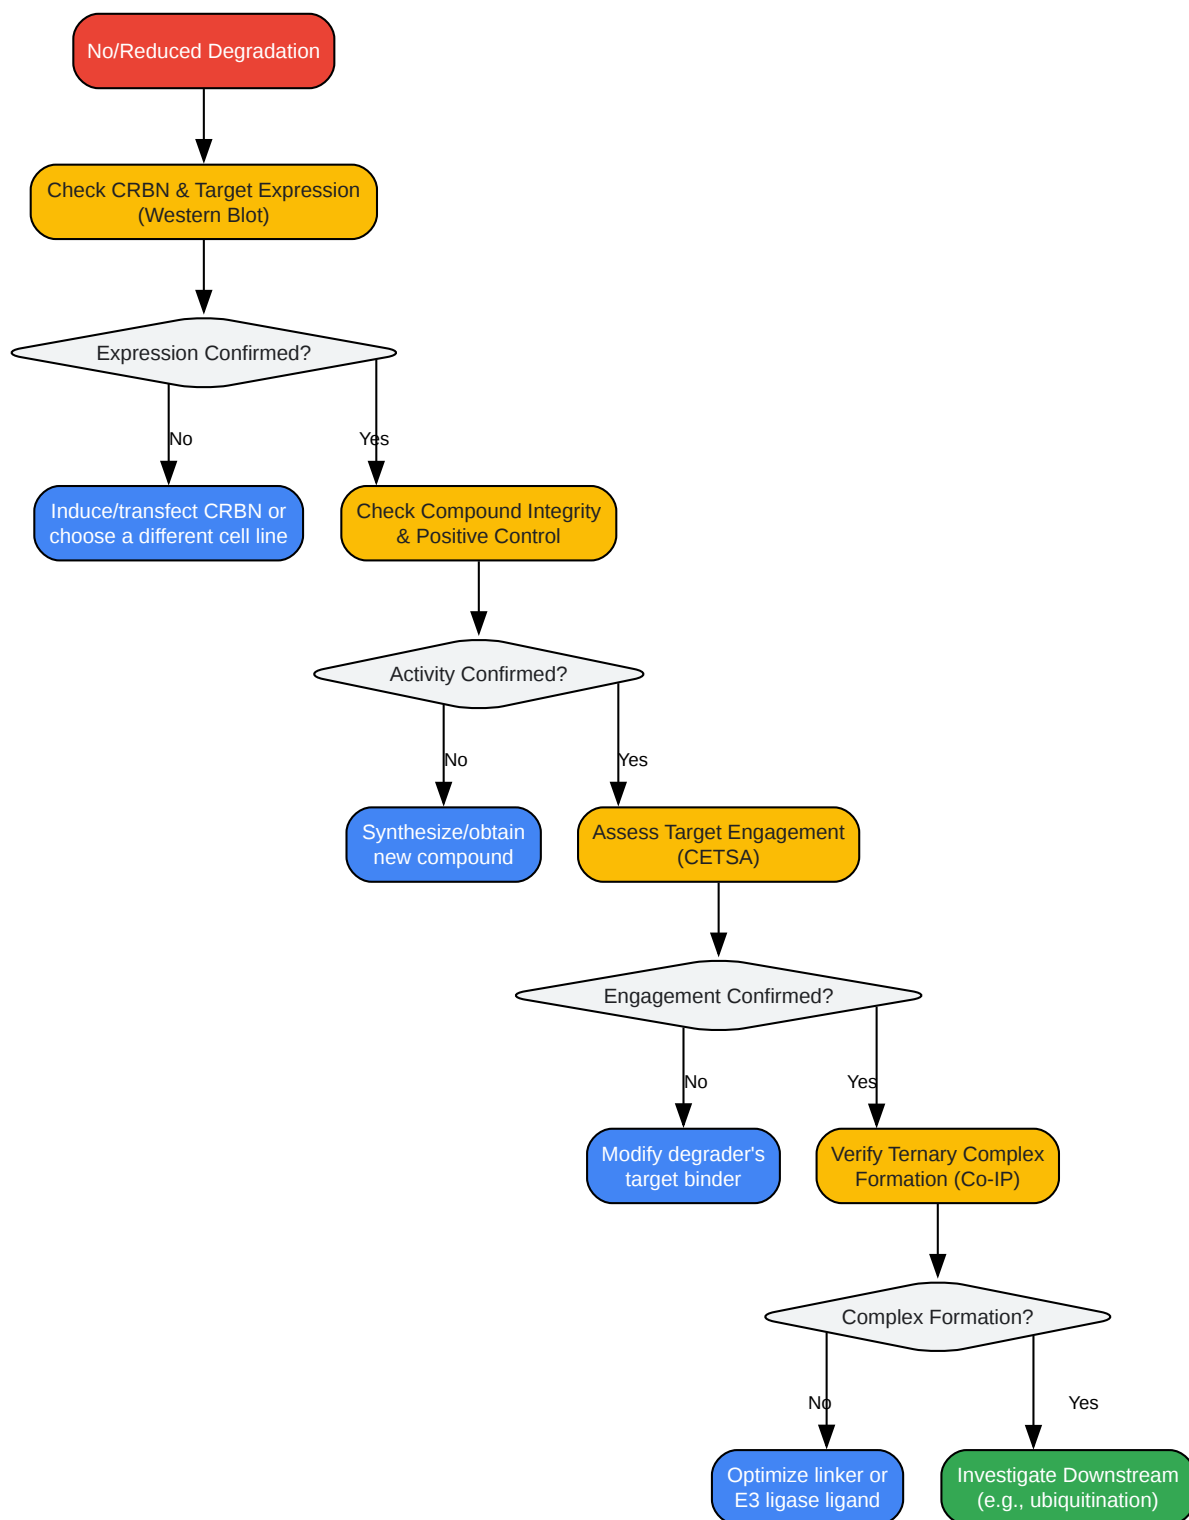 No/Reduced Degradation
Check CRBN & Target Expression
(Western Blot)
Expression Confirmed?
No
Yes
Induce/transfect CRBN or
choose a different cell line
Check Compound Integrity
& Positive Control
Activity Confirmed?
No
Yes
Synthesize/obtain
new compound
Assess Target Engagement
(CETSA)
Engagement Confirmed?
No
Yes
Modify degrader's
target binder
Verify Ternary Complex
Formation (Co-IP)
Complex Formation?
No
Yes
Optimize linker or
E3 ligase ligand
Investigate Downstream
(e.g., ubiquitination)